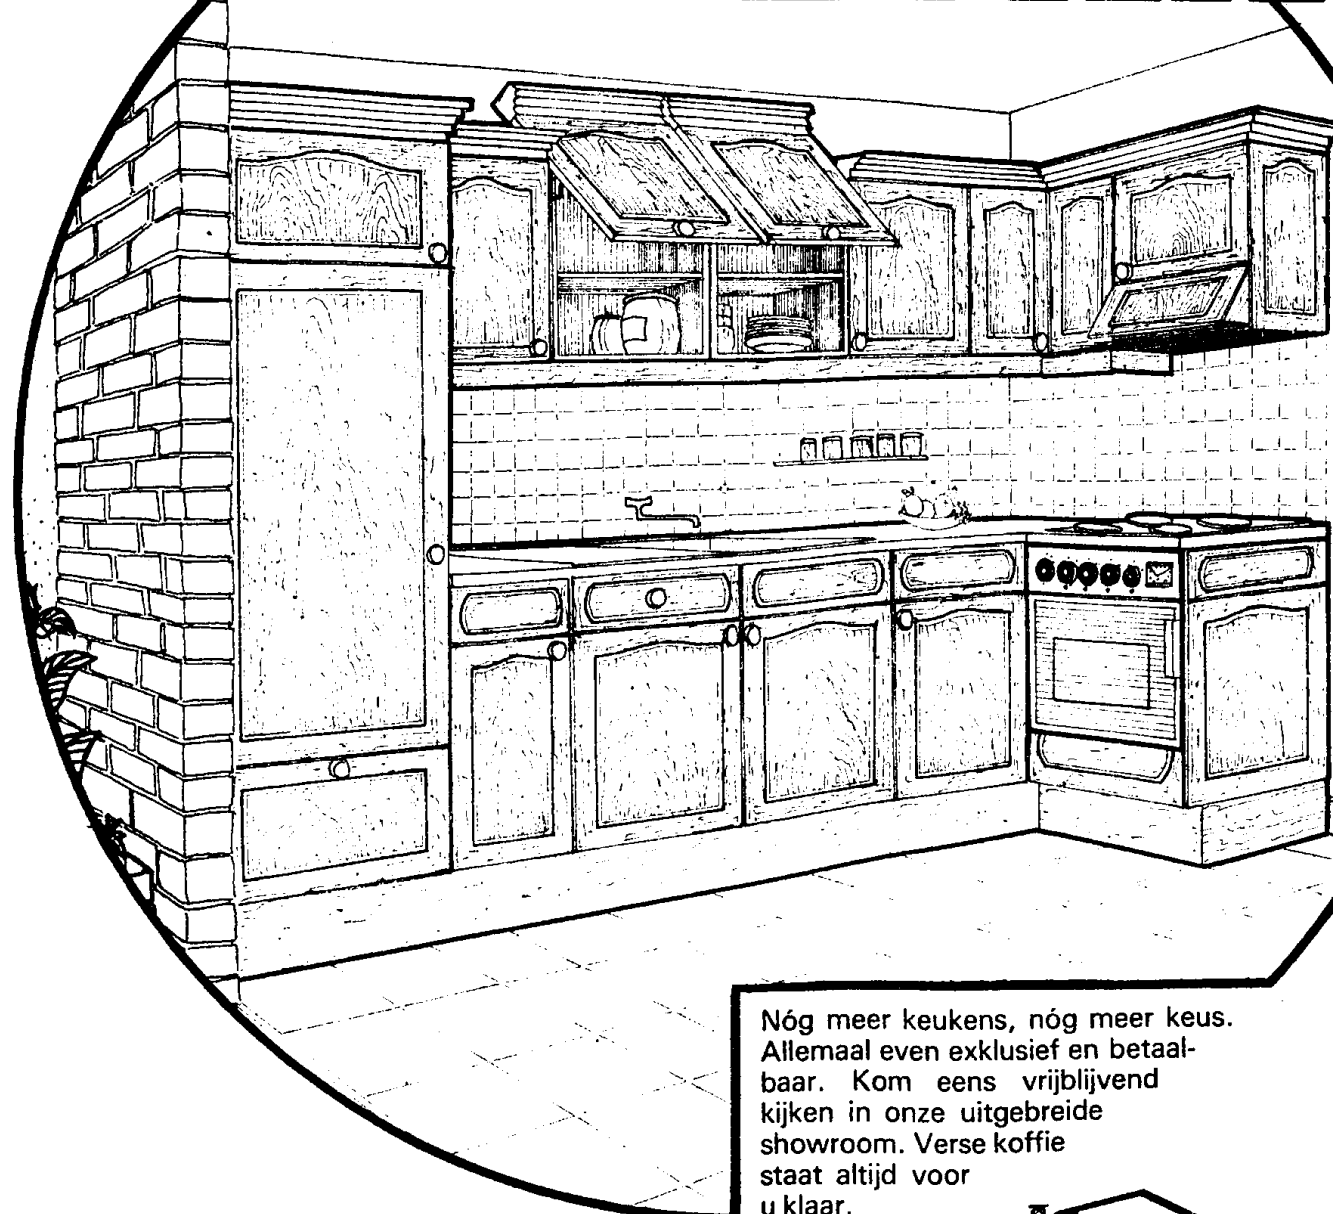 Nóg meer keukens, nóg meer keus.
Allemaal even exklusief en betaal-
baar. Kom eens vrijblijvend
kijken in onze uitgebreide
showroom. Verse koffie
staat altijd voor
u klaar.